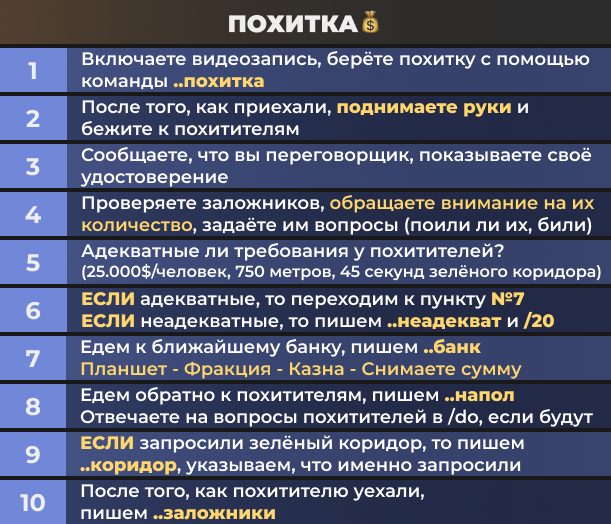 ПОХИТКА💰
1
Включаете видеозапись, берёте похитку с помощью
команды ..похитка
2
После того, как приехали, поднимаете руки и
бежите к похитителям
3
Сообщаете, что вы переговорщик, показываете своё
удостоверение
4
Проверяете заложников, обращаете внимание на их
количество, задаёте им вопросы (поили ли их, били)
5
Адекватные ли требования у похитителей?
(25.000$/человек, 750 метров, 45 секунд зелёного коридора)
6
ЕСЛИ адекватные, то переходим к пункту №7
ЕСЛИ неадекватные, то пишем ..неадекват и /20
7
Едем к ближайшему банку, пишем ..банк
Планшет - Фракция - Казна - Снимаете сумму
8
Едем обратно к похитителям, пишем ..напол
Отвечаете на вопросы похитителей в /do, если будут
9
ЕСЛИ запросили зелёный коридор, то пишем
..коридор, указываем, что именно запросили
10
После того, как похитителю уехали,
пишем ..заложники